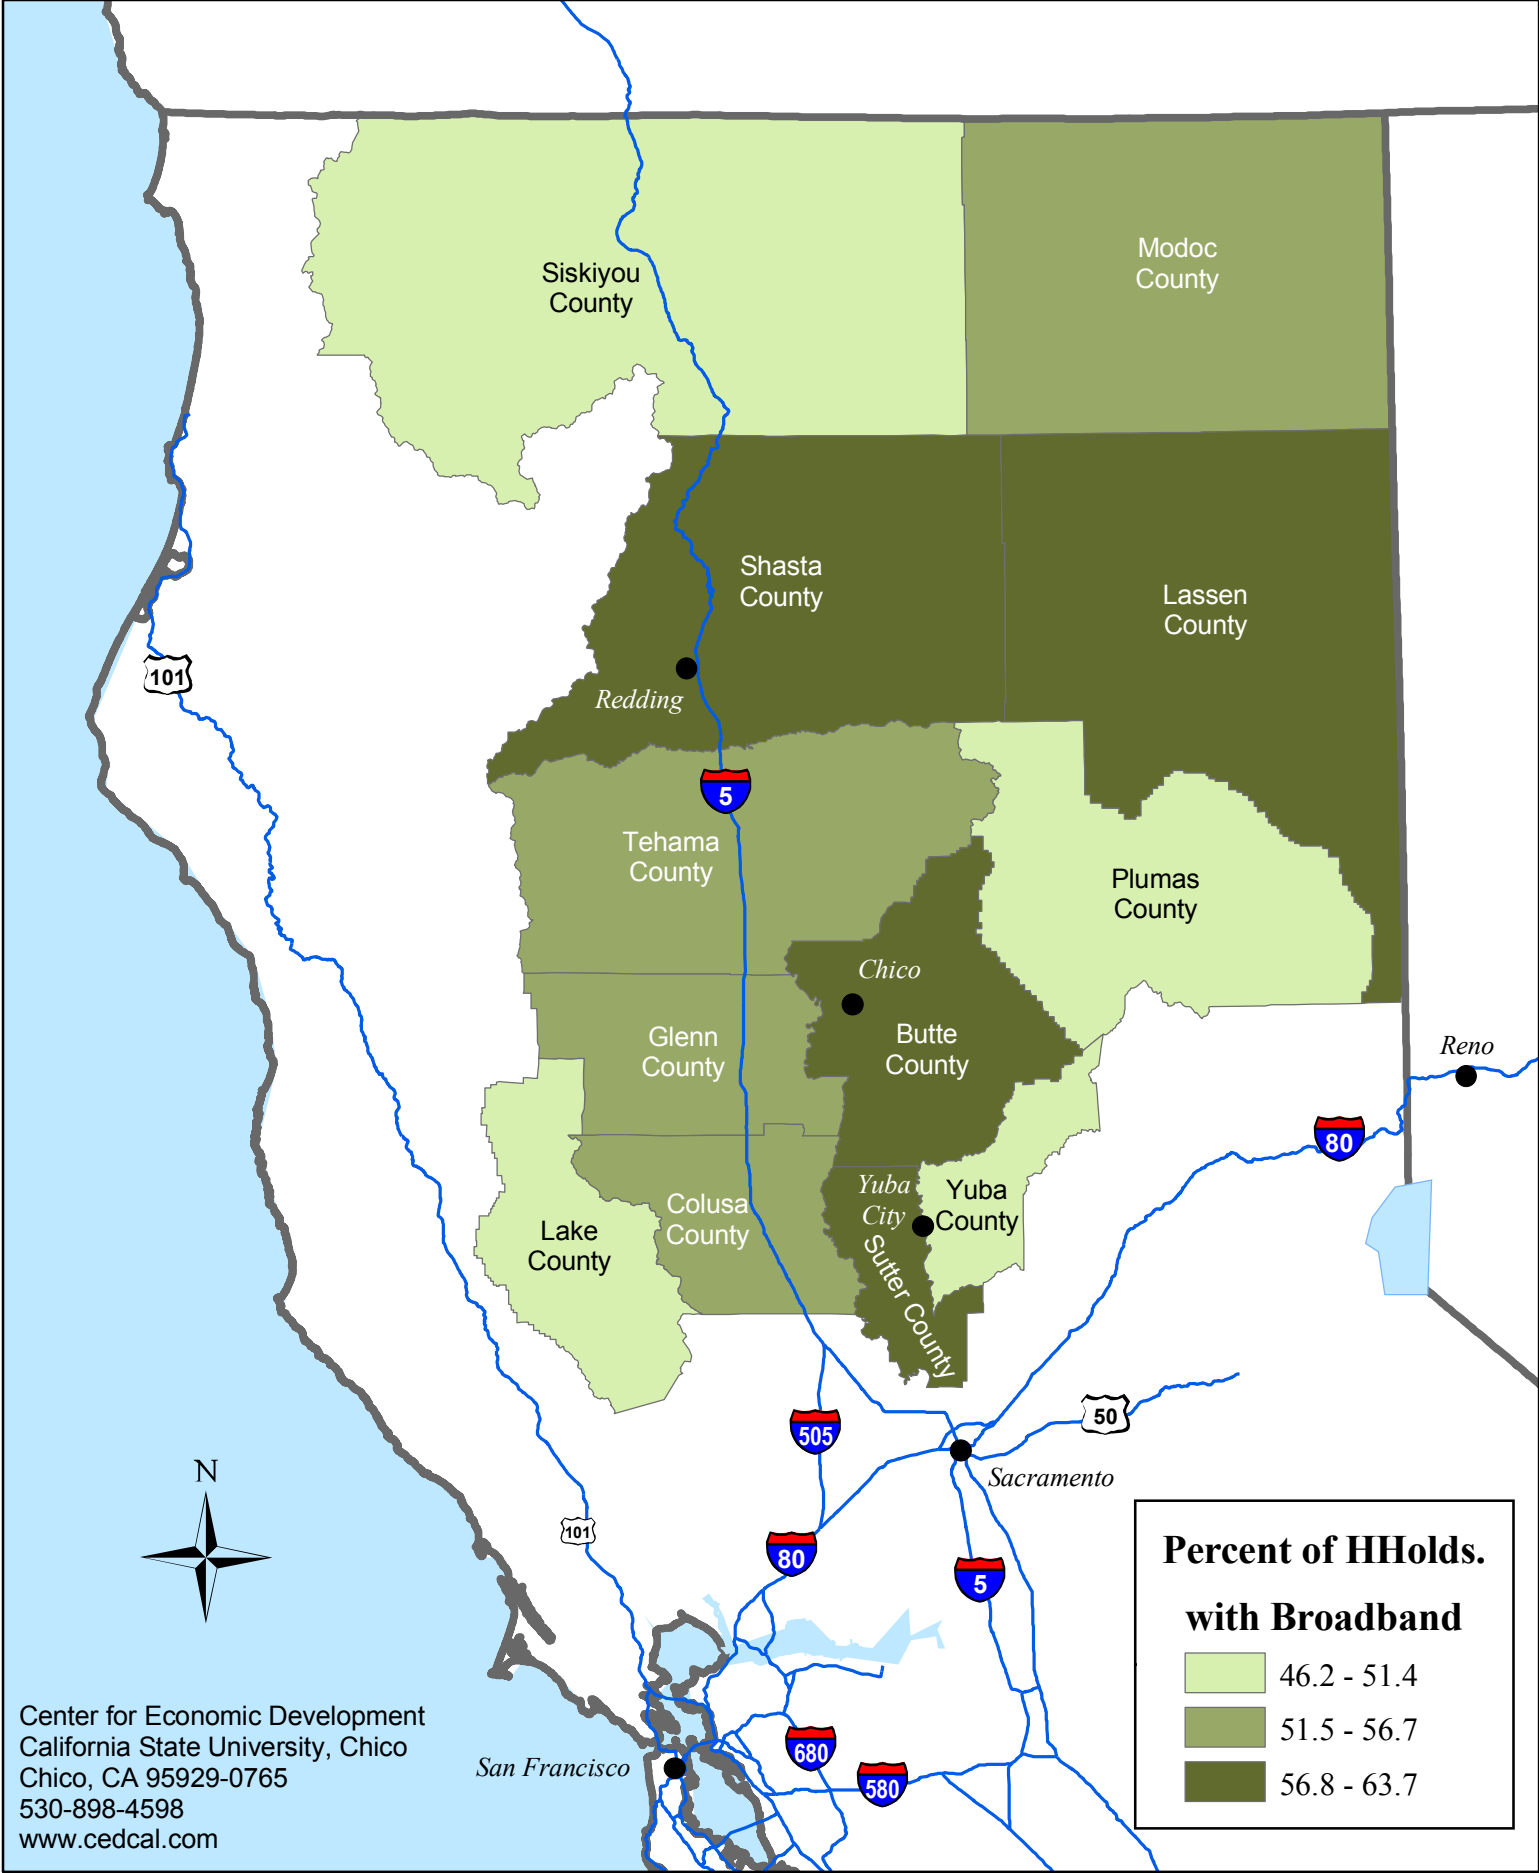 Siskiyou
County
Modoc
County
Shasta
County
Lassen
County
101
Redding
5
Tehama
County
Plumas
County
Chico
Glenn
County
Butte
County
Reno
80
Yuba
City
Yuba
County
Colusa
County
Lake
County
Sutter County
50
505
Sacramento
N
101
80
5
Percent of HHolds.
with Broadband
46.2 - 51.4
51.5 - 56.7
56.8 - 63.7
Center for Economic Development
California State University, Chico
Chico, CA 95929-0765
530-898-4598
www.cedcal.com
San Francisco
680
580